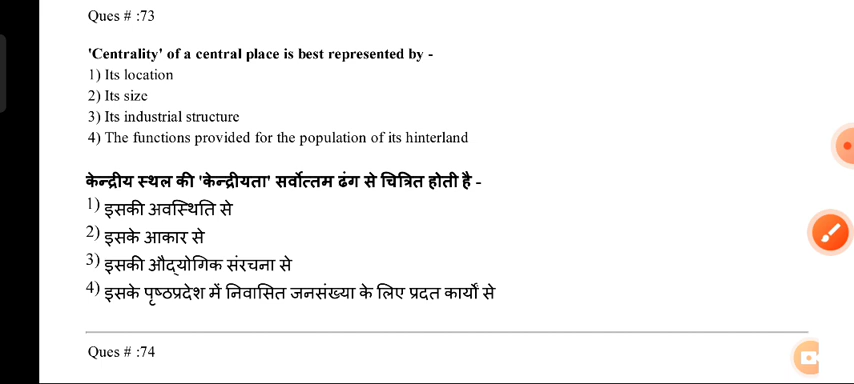 Ques # :73
'Centrality' of a central place is best represented by -
1) Its location
2) Its size
3) Its industrial structure
4) The functions provided for the population of its hinterland
केन्द्रीय स्थल की 'केन्द्रीयता' सर्वोत्तम ढंग से चित्रित होती है -
1) इसकी अवस्थिति से
2) इसके आकार से
3) इसकी औद्योगिक संरचना से
4) इसके पृष्ठप्रदेश में निवासित जनसंख्या के लिए प्रदत कार्यों से
Ques # :74